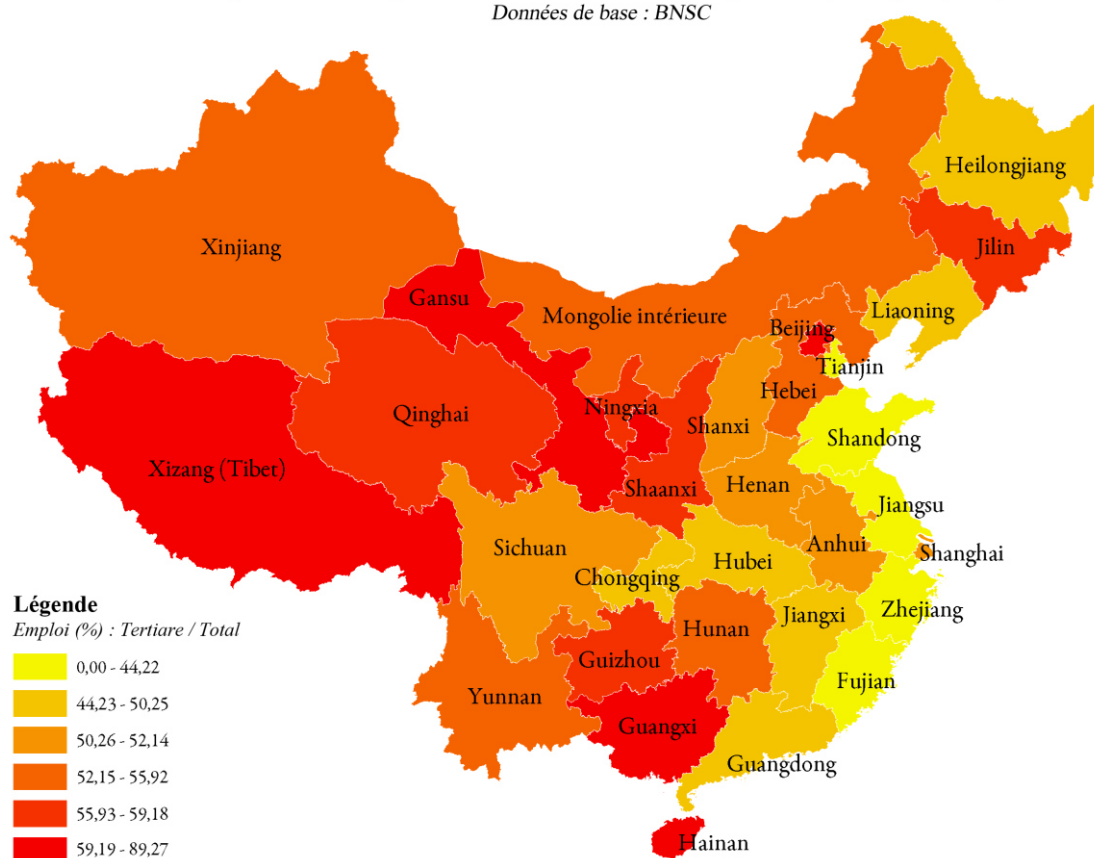 Données de base : BNSC
Heilongjiang
Xinjiang
Jilin
Gansu
Liaoning
Mongolie intérieure
Beijing
Tianjin
Hebei
Ningxia
Qinghai
Shanxi
Shandong
Xizang (Tibet)
Shaanxi
Henan
Jiangsu
Sichuan
Anhui
Shanghai
Hubei
Chongqing
Zhejiang
Jiangxi
Hunan
Guizhou
Fujian
Yunnan
Guangxi
Guangdong
Hainan
Légende
Emploi (%) : Tertiaire / Total
0,00 - 44,22
44,23 - 50,25
50,26 - 52,14
52,15 - 55,92
55,93 - 59,18
59,19 - 89,27